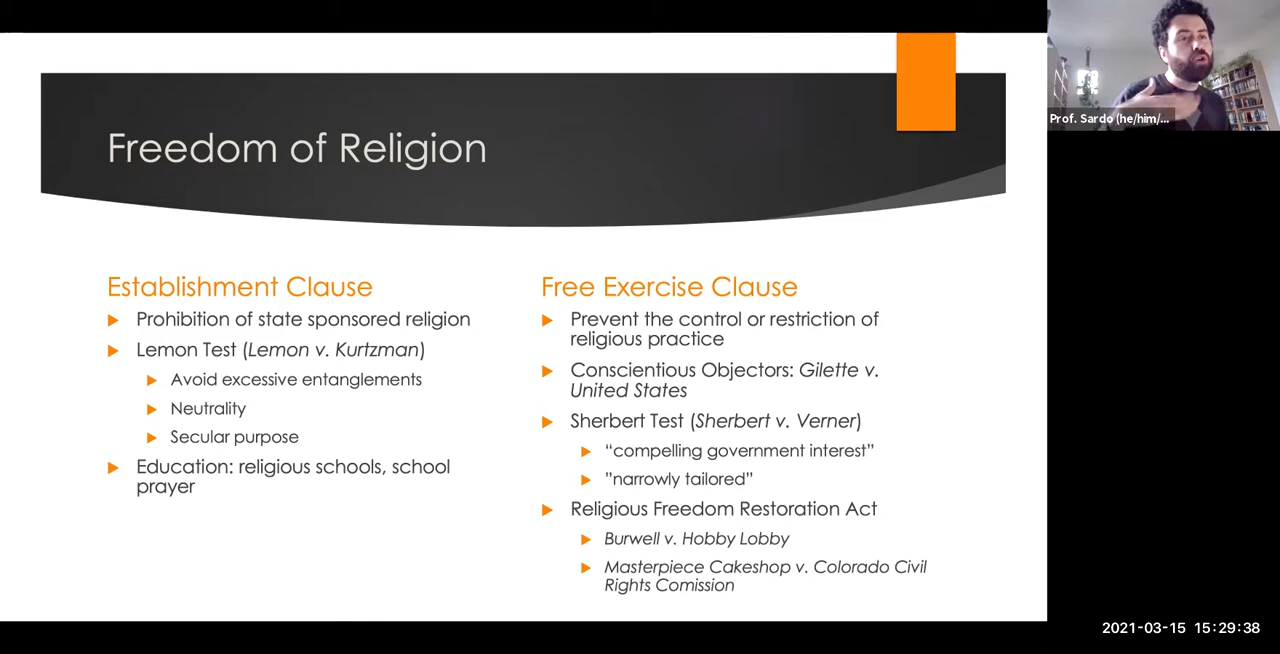 Freedom of Religion
Prof. Sardo (he/him/...
Establishment Clause
Prohibition of state sponsored religion
Lemon Test (Lemon v. Kurtzman)
Avoid excessive entanglements
Neutrality
Secular purpose
Education: religious schools, school
prayer
Free Exercise Clause
Prevent the control or restriction of
religious practice
Conscientious Objectors: Gilette v.
United States
Sherbert Test (Sherbert v. Verner)
“compelling government interest”
”narrowly tailored”
Religious Freedom Restoration Act
Burwell v. Hobby Lobby
Masterpiece Cakeshop v. Colorado Civil
Rights Comission
2021-03-15 15:29:38